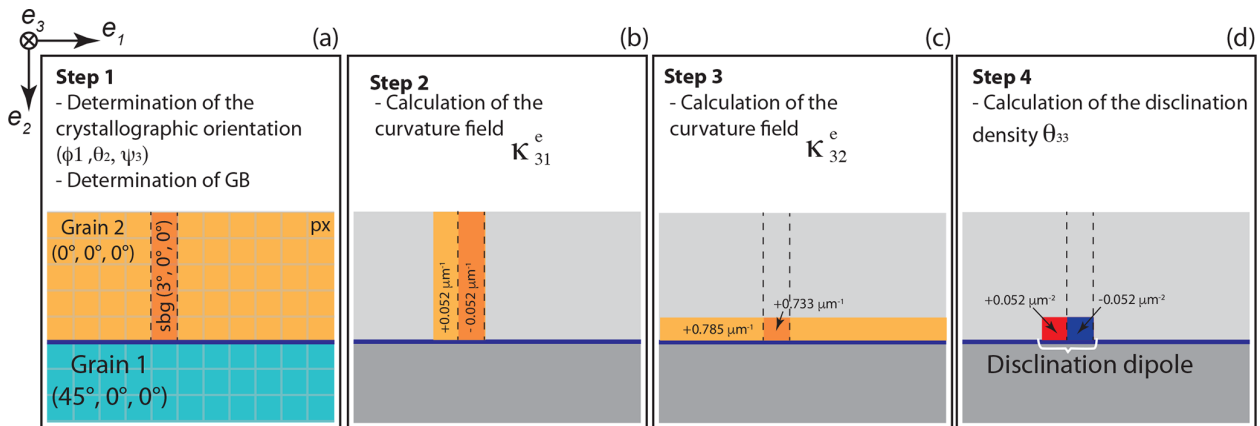 e3
e1
e2
(a)
Step 1
- Determination of the
crystallographic orientation
(ϕ1 ,θ2, ψ3)
- Determination of GB
Grain 2
(0°, 0°, 0°)
px
sbg (3°, 0°, 0°)
Grain 1
(45°, 0°, 0°)
(b)
Step 2
- Calculation of the
curvature field κ e 31
+0.052 µm⁻¹
- 0.052 µm⁻¹
(c)
Step 3
- Calculation of the
curvature field κ e 32
+0.733 µm⁻¹
+0.785 µm⁻¹
(d)
Step 4
- Calculation of the disclination
density θ33
+0.052 µm⁻²
-0.052 µm⁻²
Disclination dipole